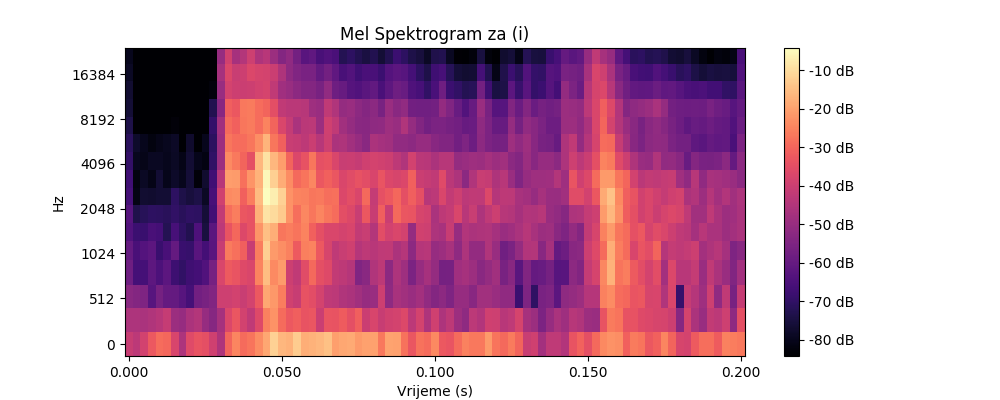 Mel Spektrogram za (i)
Hz
16384
8192
4096
2048
1024
512
0
0.000 0.050 0.100 0.150 0.200
Vrijeme (s)
-10 dB
-20 dB
-30 dB
-40 dB
-50 dB
-60 dB
-70 dB
-80 dB